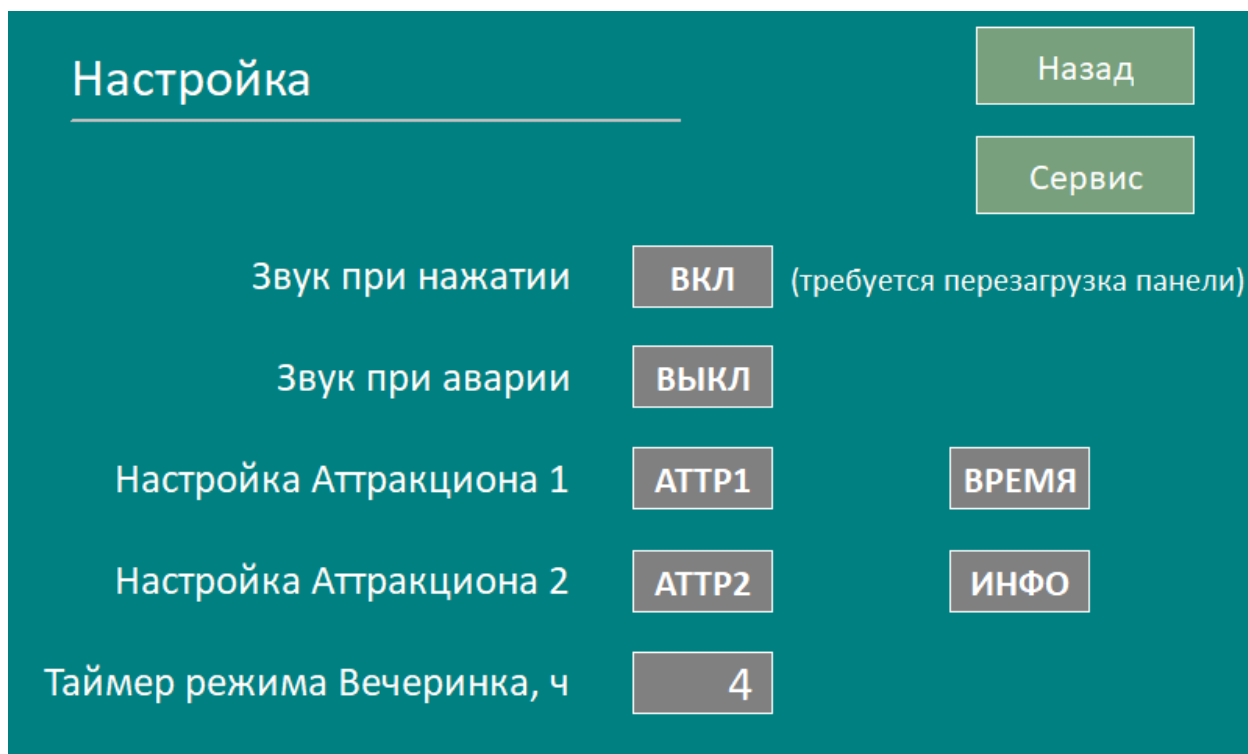 Настройка
Назад
Сервис
Звук при нажатии ВКЛ (требуется перезагрузка панели)
Звук при аварии ВЫКЛ
Настройка Аттракциона 1 АТТР1 ВРЕМЯ
Настройка Аттракциона 2 АТТР2 ИНФО
Таймер режима Вечеринка, ч 4